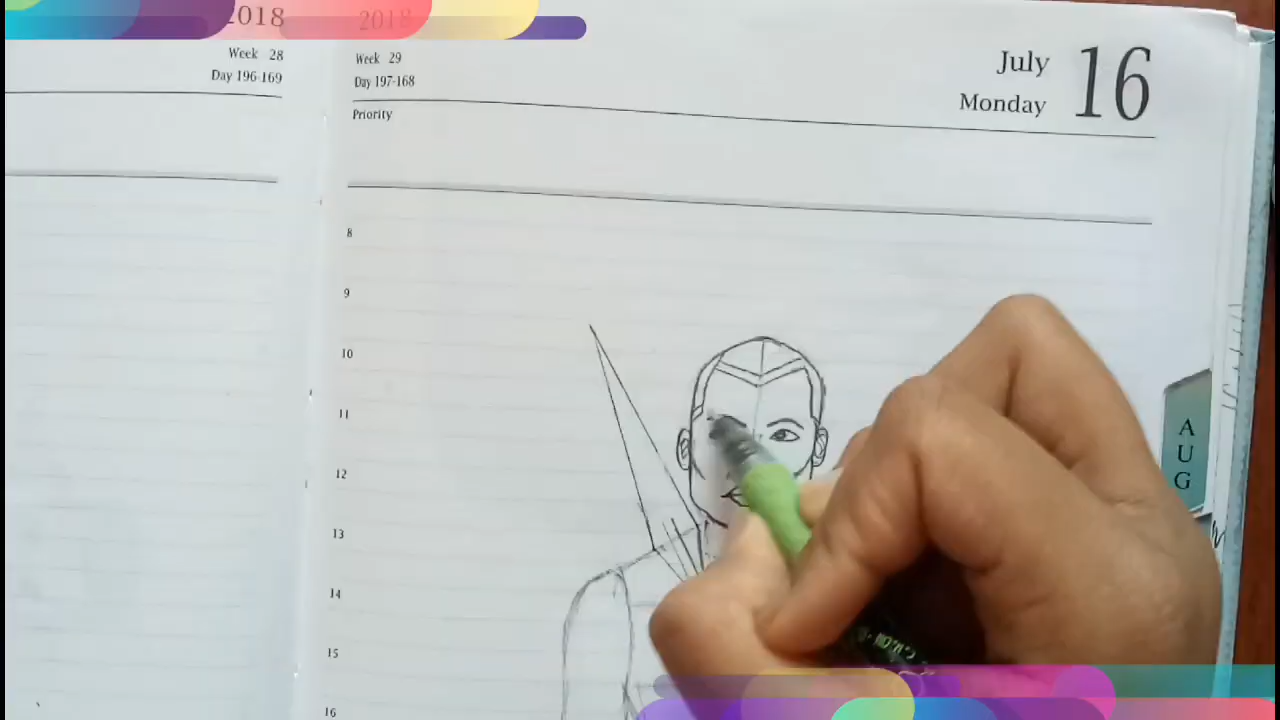 2018
Week 28
Day 196-169
2018
Week 29
Day 197-168
Priority
July
Monday
16
8
9
10
11
12
13
14
15
16
AUG